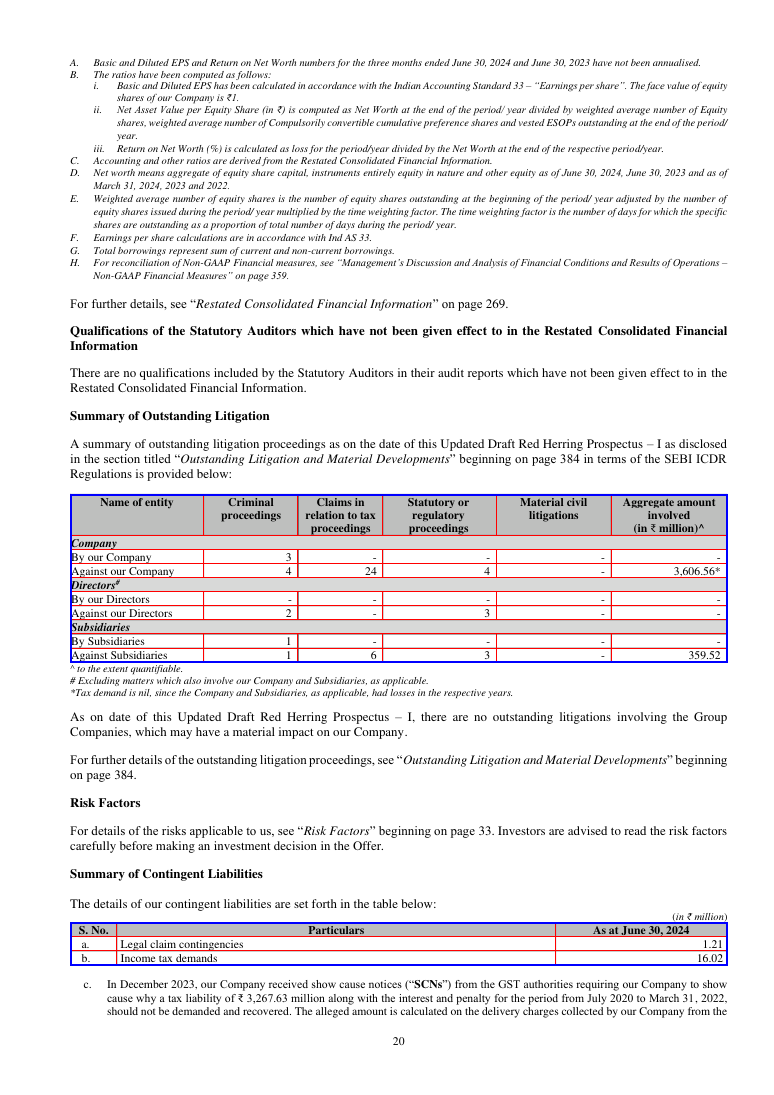 A. Basic and Diluted EPS and Return on Net Worth numbers for the three months ended June 30, 2024 and June 30, 2023 have not been annualised.
B. The ratios have been computed as follows:
i. Basic and Diluted EPS has been calculated in accordance with the Indian Accounting Standard 33 – “Earnings per share”. The face value of equity
shares of our Company is ₹1.
ii. Net Asset Value per Equity Share (in ₹) is computed as Net Worth at the end of the period/ year divided by weighted average number of Equity
shares, weighted average number of Compulsorily convertible cumulative preference shares and vested ESOPs outstanding at the end of the period/
year.
iii. Return on Net Worth (%) is calculated as loss for the period/year divided by the Net Worth at the end of the respective period/year.
C. Accounting and other ratios are derived from the Restated Consolidated Financial Information.
D. Net worth means aggregate of equity share capital, instruments entirely equity in nature and other equity as of June 30, 2024, June 30, 2023 and as of
March 31, 2024, 2023 and 2022.
E. Weighted average number of equity shares is the number of equity shares outstanding at the beginning of the period/ year adjusted by the number of
equity shares issued during the period/ year multiplied by the time weighting factor. The time weighting factor is the number of days for which the specific
shares are outstanding as a proportion of total number of days during the period/ year.
F. Earnings per share calculations are in accordance with Ind AS 33.
G. Total borrowings represent sum of current and non-current borrowings.
H. For reconciliation of Non-GAAP Financial measures, see “Management’s Discussion and Analysis of Financial Conditions and Results of Operations –
Non-GAAP Financial Measures” on page 359.
For further details, see “Restated Consolidated Financial Information” on page 269.
Qualifications of the Statutory Auditors which have not been given effect to in the Restated Consolidated Financial
Information
There are no qualifications included by the Statutory Auditors in their audit reports which have not been given effect to in the
Restated Consolidated Financial Information.
Summary of Outstanding Litigation
A summary of outstanding litigation proceedings as on the date of this Updated Draft Red Herring Prospectus – I as disclosed
in the section titled “Outstanding Litigation and Material Developments” beginning on page 384 in terms of the SEBI ICDR
Regulations is provided below:
Name of entity Criminal Claims in Statutory or Material civil Aggregate amount
proceedings relation to tax regulatory litigations involved
proceedings proceedings (in ₹ million)^
Company
By our Company 3 - - - -
Against our Company 4 24 4 - 3,606.56*
Directors#
By our Directors - - - - -
Against our Directors 2 - 3 - -
Subsidiaries
By Subsidiaries 1 - - - -
Against Subsidiaries 1 6 3 - 359.52
^ to the extent quantifiable.
# Excluding matters which also involve our Company and Subsidiaries, as applicable.
*Tax demand is nil, since the Company and Subsidiaries, as applicable, had losses in the respective years.
As on date of this Updated Draft Red Herring Prospectus – I, there are no outstanding litigations involving the Group
Companies, which may have a material impact on our Company.
For further details of the outstanding litigation proceedings, see “Outstanding Litigation and Material Developments” beginning
on page 384.
Risk Factors
For details of the risks applicable to us, see “Risk Factors” beginning on page 33. Investors are advised to read the risk factors
carefully before making an investment decision in the Offer.
Summary of Contingent Liabilities
The details of our contingent liabilities are set forth in the table below:
(in ₹ million)
S. No. Particulars As at June 30, 2024
a. Legal claim contingencies 1.21
b. Income tax demands 16.02
c. In December 2023, our Company received show cause notices (“SCNs”) from the GST authorities requiring our Company to show
cause why a tax liability of ₹ 3,267.63 million along with the interest and penalty for the period from July 2020 to March 31, 2022,
should not be demanded and recovered. The alleged amount is calculated on the delivery charges collected by our Company from the
20